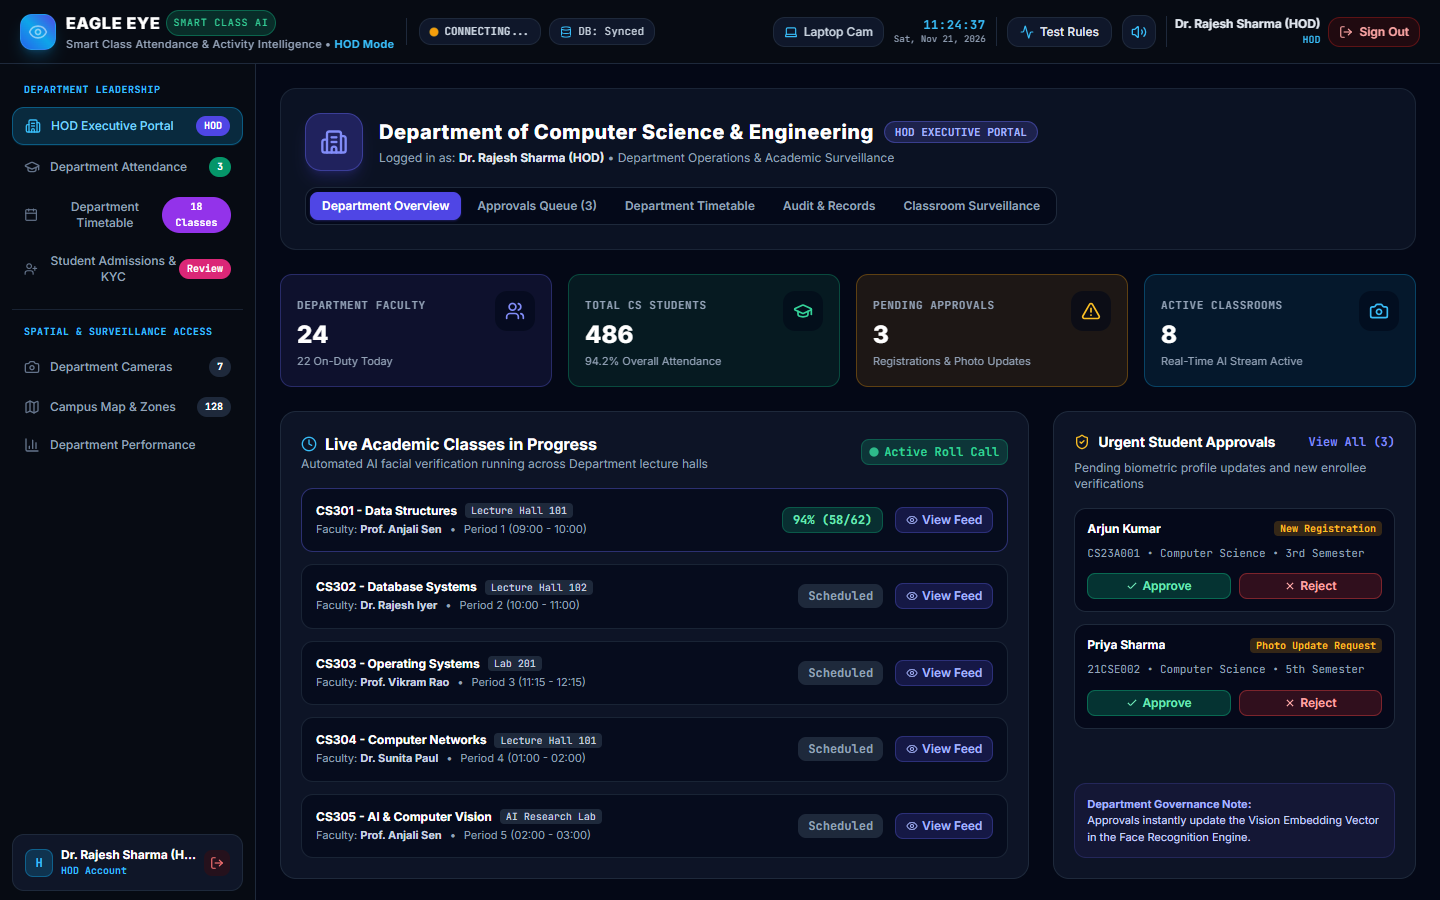 EAGLE EYE SMART CLASS AI
Smart Class Attendance & Activity Intelligence • HOD Mode
CONNECTING...
DB: Synced
Laptop Cam
11:24:37
Sat, Nov 21, 2026
Test Rules
Dr. Rajesh Sharma (HOD)
HOD
Sign Out
DEPARTMENT LEADERSHIP
HOD Executive Portal HOD
Department Attendance 3
Department Timetable 18 Classes
Student Admissions & KYC Review
SPATIAL & SURVEILLANCE ACCESS
Department Cameras 7
Campus Map & Zones 128
Department Performance
H
Dr. Rajesh Sharma (H...
HOD Account
Department of Computer Science & Engineering HOD EXECUTIVE PORTAL
Logged in as: Dr. Rajesh Sharma (HOD) • Department Operations & Academic Surveillance
Department Overview Approvals Queue (3) Department Timetable Audit & Records Classroom Surveillance
DEPARTMENT FACULTY
24
22 On-Duty Today
TOTAL CS STUDENTS
486
94.2% Overall Attendance
PENDING APPROVALS
3
Registrations & Photo Updates
ACTIVE CLASSROOMS
8
Real-Time AI Stream Active
Live Academic Classes in Progress
Automated AI facial verification running across Department lecture halls
Active Roll Call
CS301 - Data Structures Lecture Hall 101
Faculty: Prof. Anjali Sen • Period 1 (09:00 - 10:00)
94% (58/62) View Feed
CS302 - Database Systems Lecture Hall 102
Faculty: Dr. Rajesh Iyer • Period 2 (10:00 - 11:00)
Scheduled View Feed
CS303 - Operating Systems Lab 201
Faculty: Prof. Vikram Rao • Period 3 (11:15 - 12:15)
Scheduled View Feed
CS304 - Computer Networks Lecture Hall 101
Faculty: Dr. Sunita Paul • Period 4 (01:00 - 02:00)
Scheduled View Feed
CS305 - AI & Computer Vision AI Research Lab
Faculty: Prof. Anjali Sen • Period 5 (02:00 - 03:00)
Scheduled View Feed
Urgent Student Approvals View All (3)
Pending biometric profile updates and new enrollee
verifications
Arjun Kumar New Registration
CS23A001 • Computer Science • 3rd Semester
Approve Reject
Priya Sharma Photo Update Request
21CSE002 • Computer Science • 5th Semester
Approve Reject
Department Governance Note:
Approvals instantly update the Vision Embedding Vector
in the Face Recognition Engine.